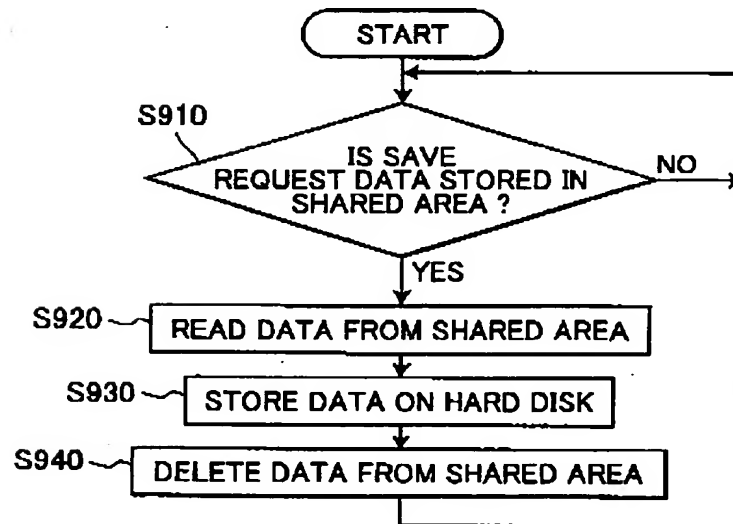 START
S910
IS SAVE
REQUEST DATA STORED IN
SHARED AREA ?
NO
YES
S920
READ DATA FROM SHARED AREA
S930
STORE DATA ON HARD DISK
S940
DELETE DATA FROM SHARED AREA